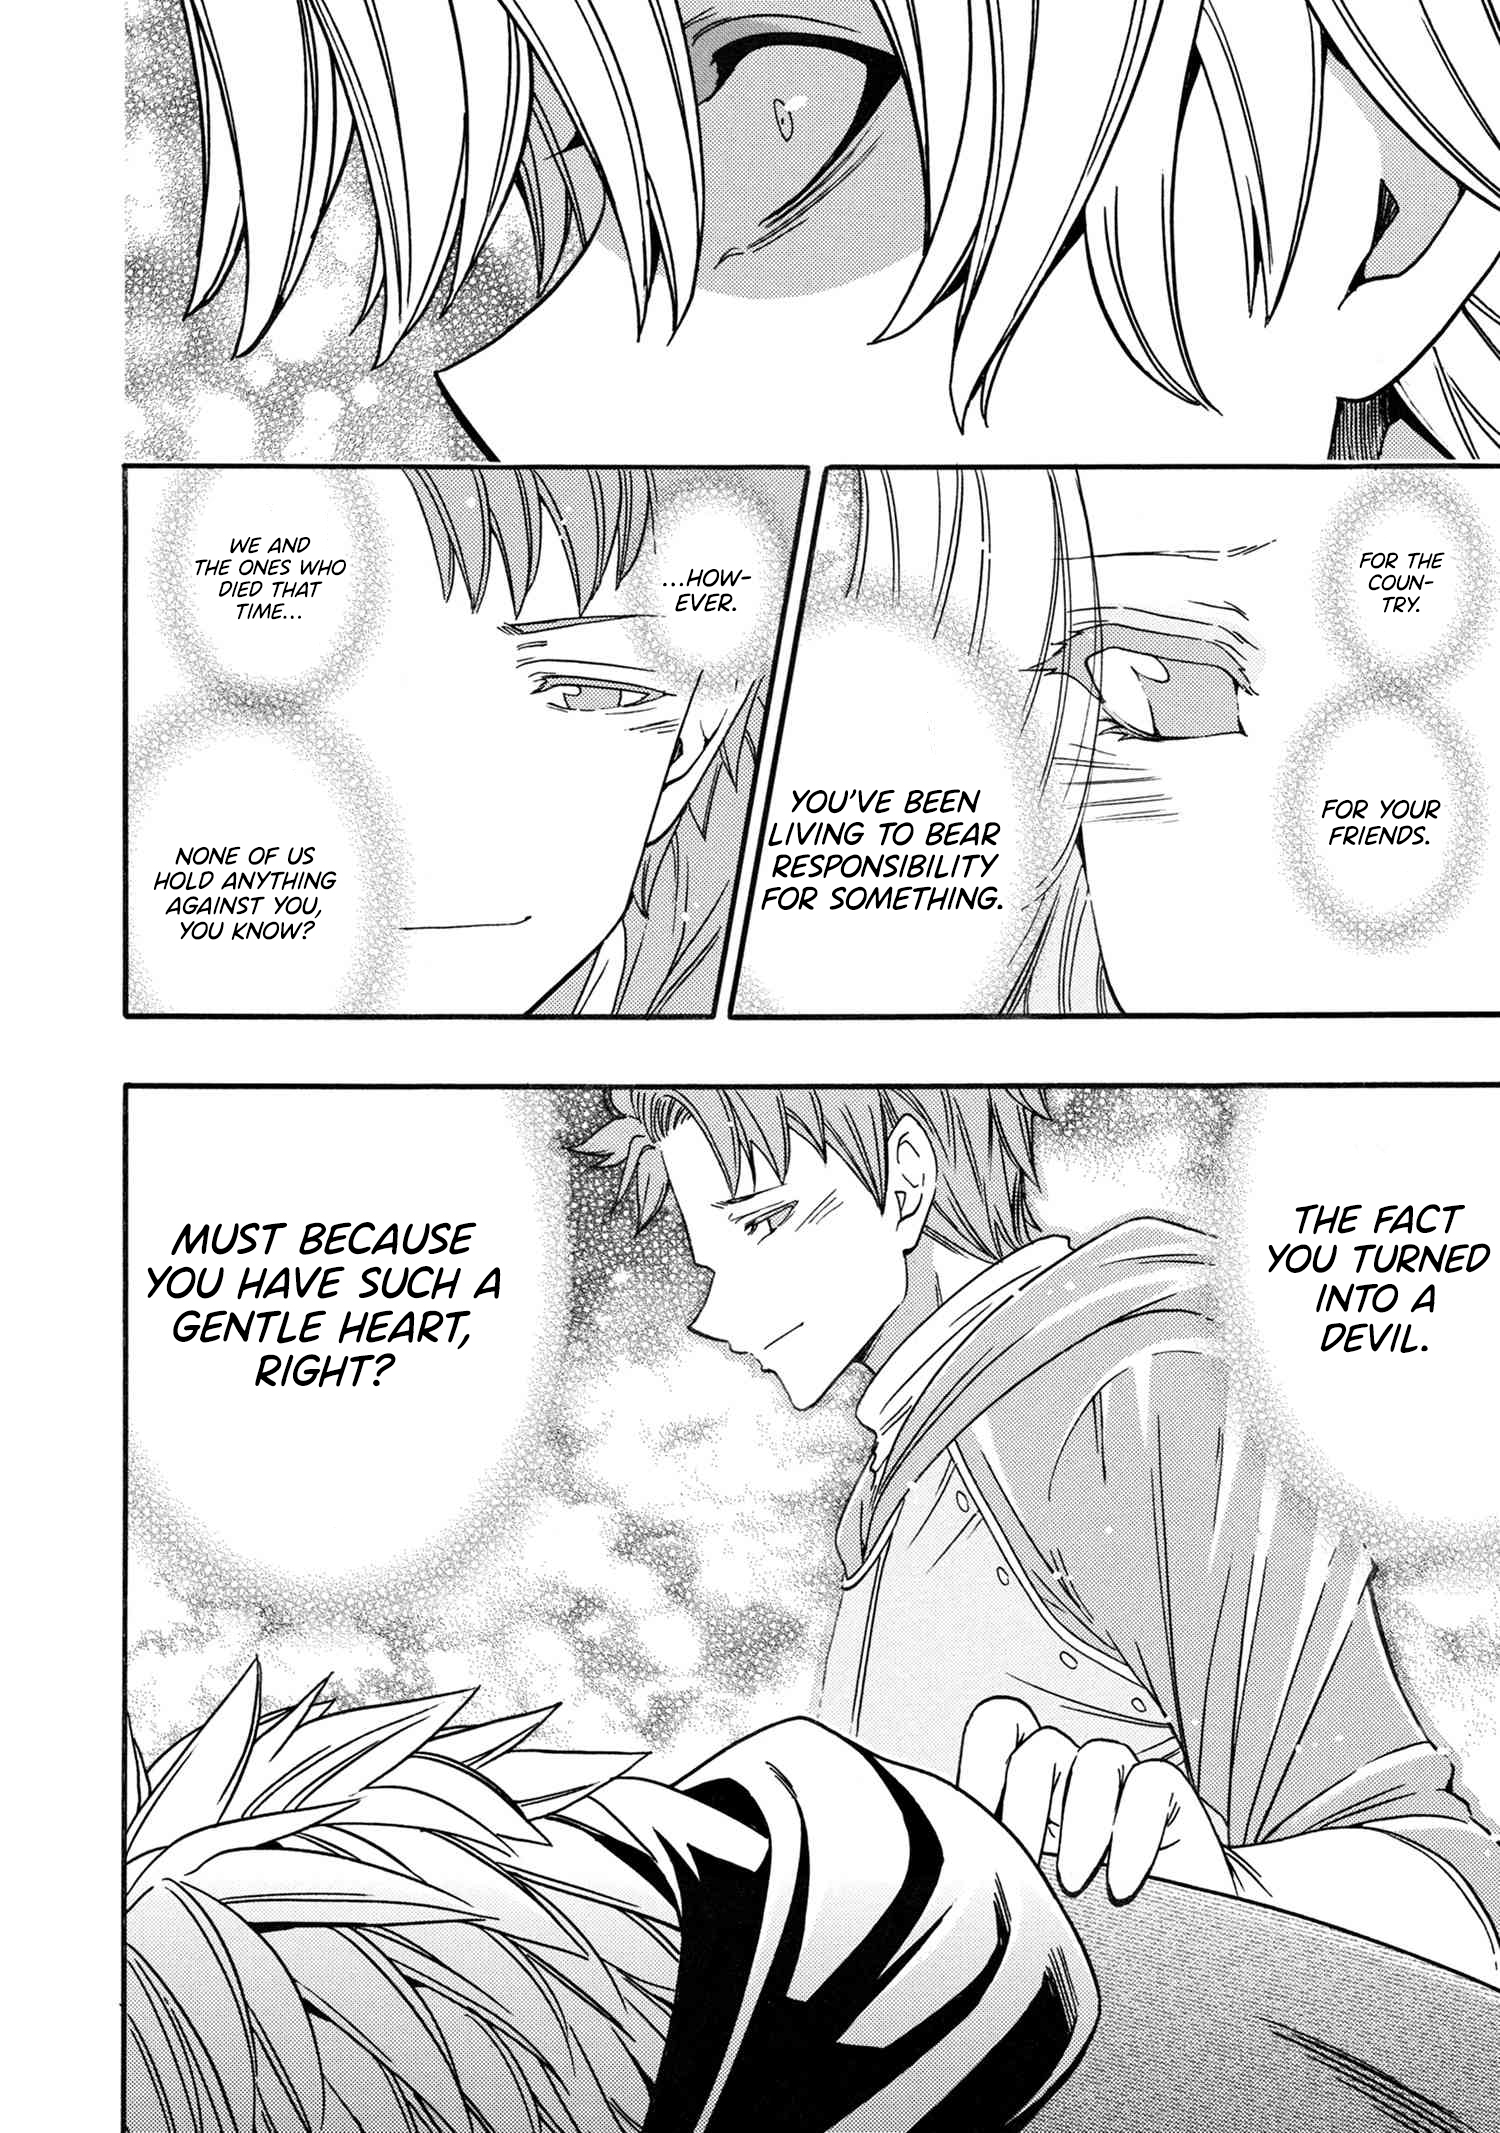 FOR THE
COUN-
TRY.
FOR YOUR
FRIENDS.
YOU'VE BEEN
LIVING TO BEAR
RESPONSIBILITY
FOR SOMETHING.
...HOW-
EVER.
WE AND
THE ONES WHO
DIED THAT
TIME...
NONE OF US
HOLD ANYTHING
AGAINST YOU,
YOU KNOW?
THE FACT
YOU TURNED
INTO A
DEVIL.
MUST BECAUSE
YOU HAVE SUCH A
GENTLE HEART,
RIGHT?